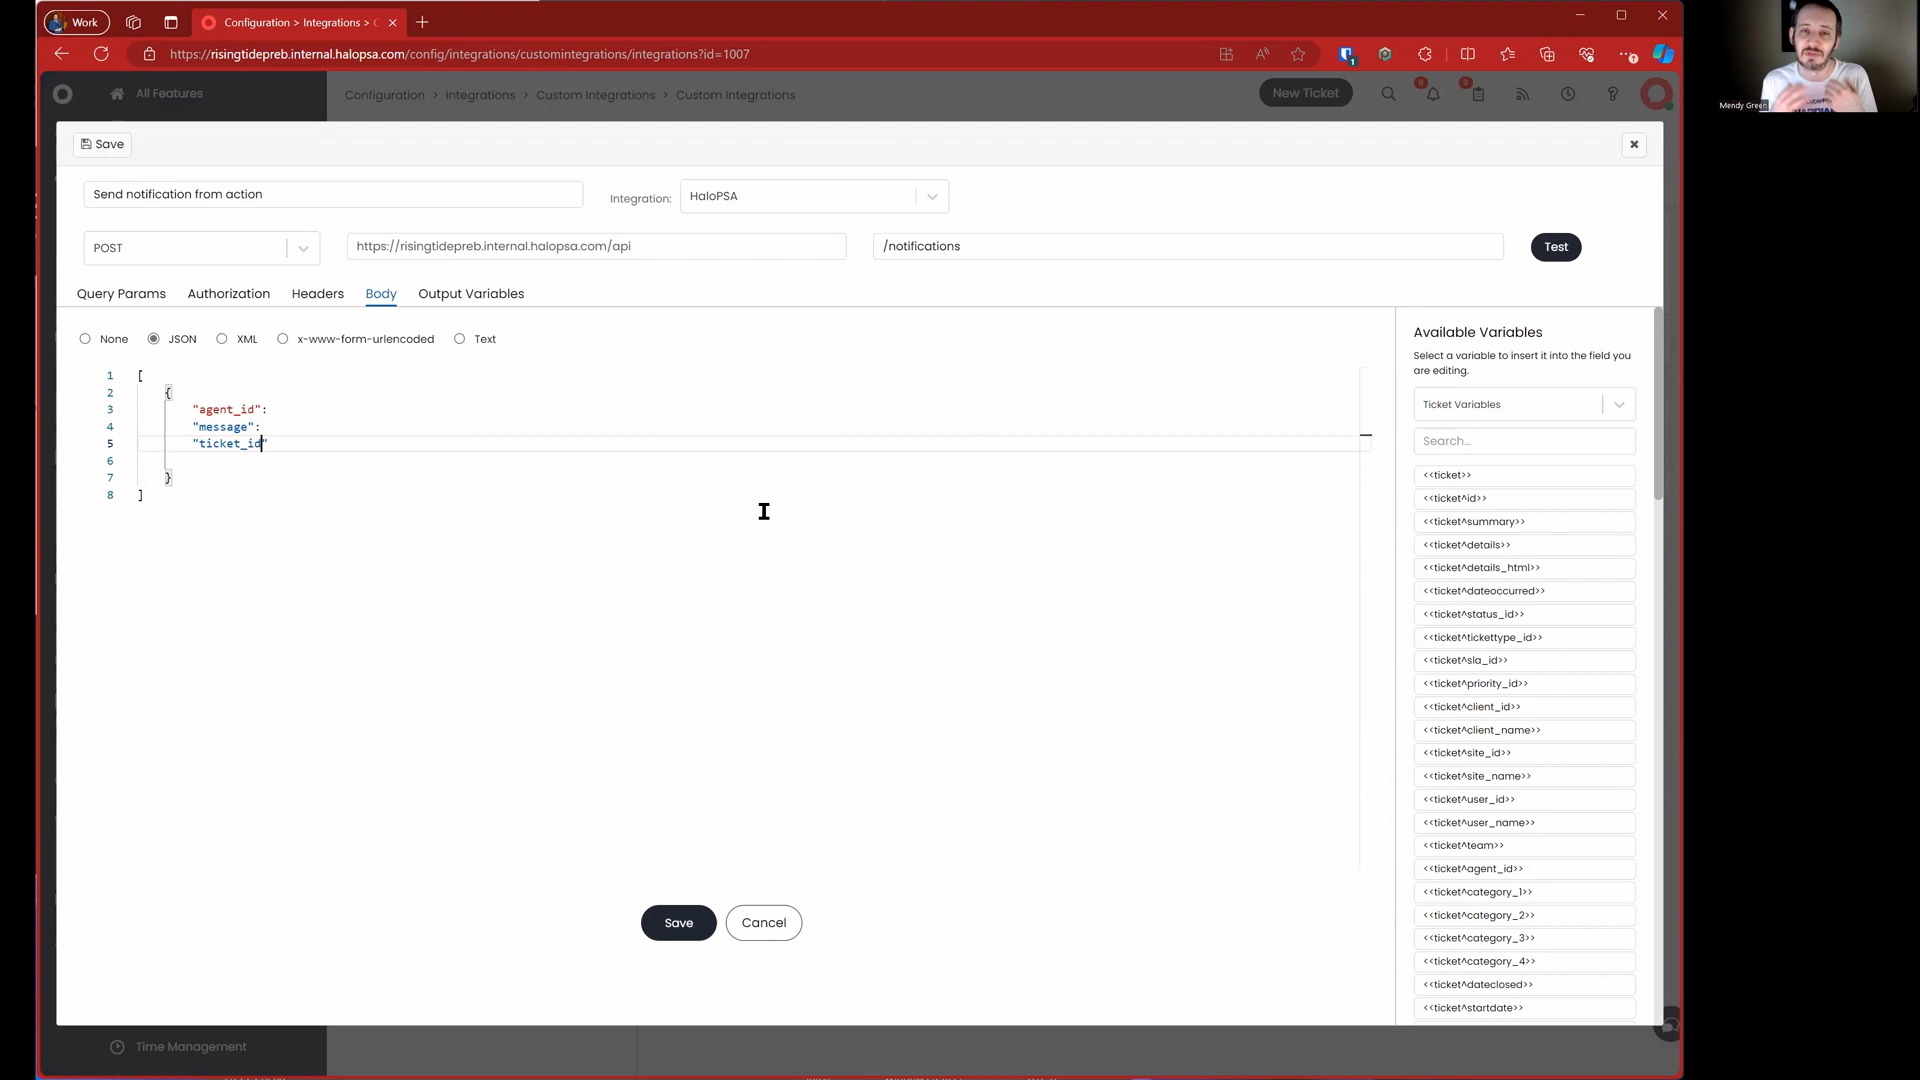 Work
Configuration > Integrations > C
https://risingtidepreb.internal.halopsa.com/config/integrations/customintegrations/integrations?id=1007
Mendy Green
All Features
Configuration > Integrations > Custom Integrations > Custom Integrations
New Ticket
8
3
Save
Send notification from action
Integration:
HaloPSA
POST
https://risingtidepreb.internal.halopsa.com/api
/notifications
Test
Query Params
Authorization
Headers
Body
Output Variables
None
JSON
XML
x-www-form-urlencoded
Text
1 [
2 {
3 "agent_id":
4 "message":
5 "ticket_id"
6
7 }
8 ]
Available Variables
Select a variable to insert it into the field you
are editing.
Ticket Variables
Search...
<<ticket>>
<<ticket^id>>
<<ticket^summary>>
<<ticket^details>>
<<ticket^details_html>>
<<ticket^dateoccurred>>
<<ticket^status_id>>
<<ticket^tickettype_id>>
<<ticket^sla_id>>
<<ticket^priority_id>>
<<ticket^client_id>>
<<ticket^client_name>>
<<ticket^site_id>>
<<ticket^site_name>>
<<ticket^user_id>>
<<ticket^user_name>>
<<ticket^team>>
<<ticket^agent_id>>
<<ticket^category_1>>
<<ticket^category_2>>
<<ticket^category_3>>
<<ticket^category_4>>
<<ticket^dateclosed>>
<<ticket^startdate>>
Save
Cancel
Time Management